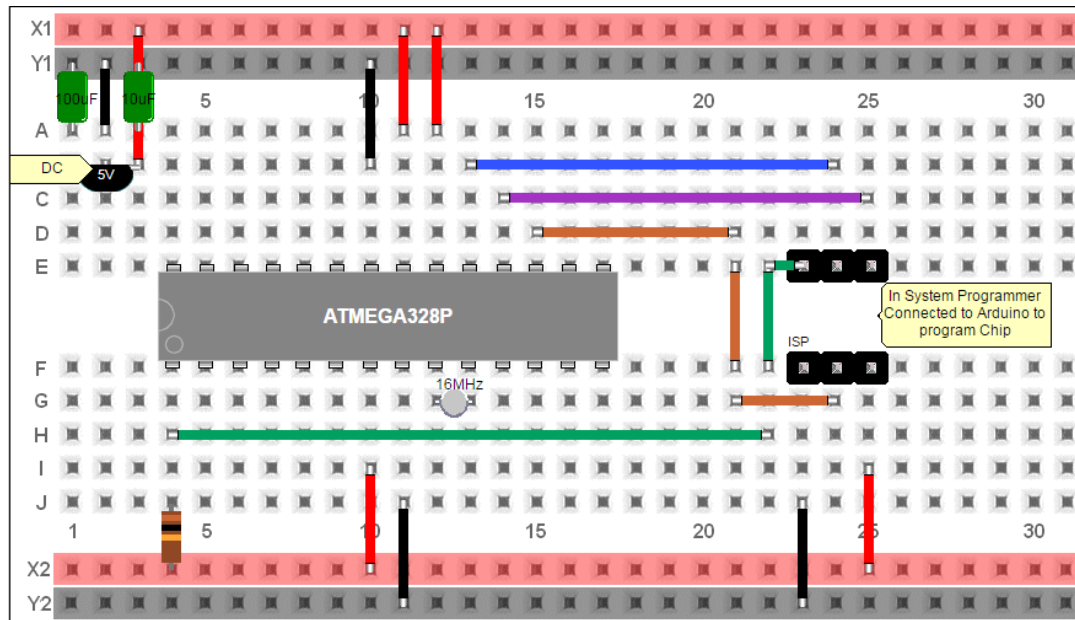 X1
Y1
100uF
10uF
5
10
15
20
25
30
A
DC
5V
C
D
E
ATMEGA328P
In System Programmer
Connected to Arduino to
program Chip
ISP
F
16MHz
G
H
I
J
1
5
10
15
20
25
30
X2
Y2